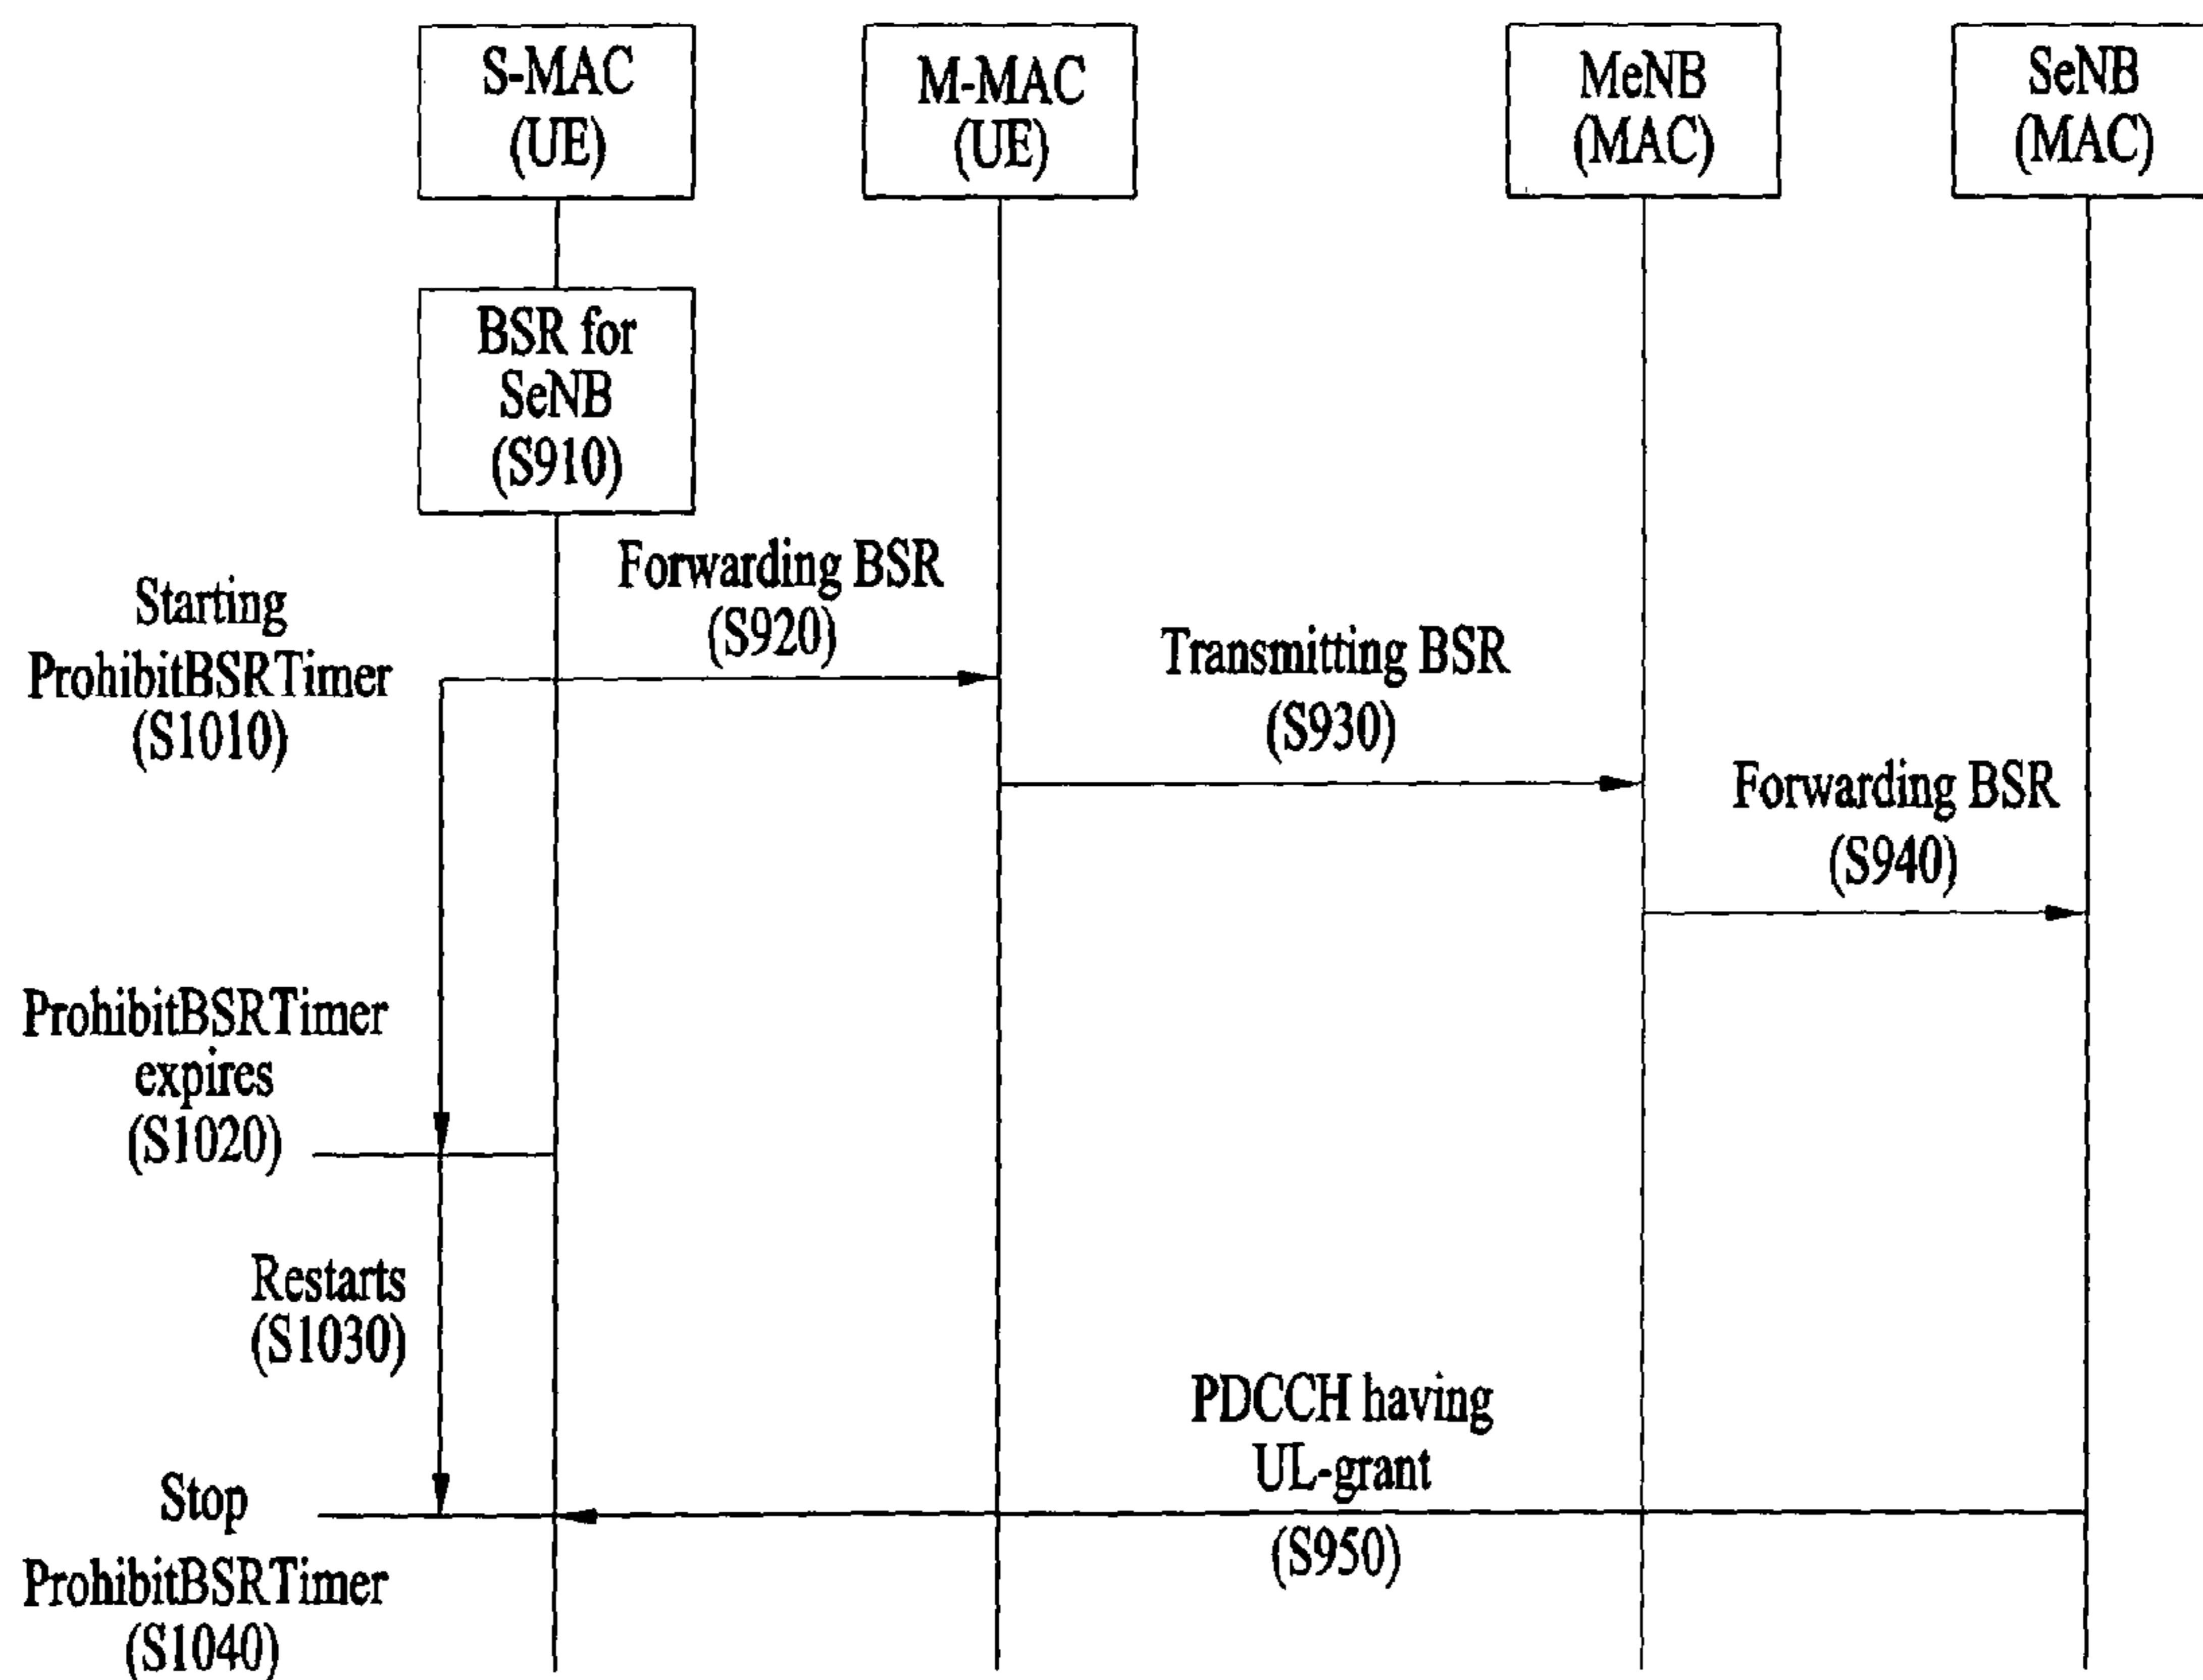 S-MAC
(UE)
M-MAC
(UE)
MeNB
(MAC)
SeNB
(MAC)
BSR for
SeNB
(S910)
Forwarding BSR
(S920)
Starting
ProhibitBSRTimer
(S1010)
Transmitting BSR
(S930)
Forwarding BSR
(S940)
ProhibitBSRTimer
expires
(S1020)
Restarts
(S1030)
PDCCH having
UL-grant
(S950)
Stop
ProhibitBSRTimer
(S1040)